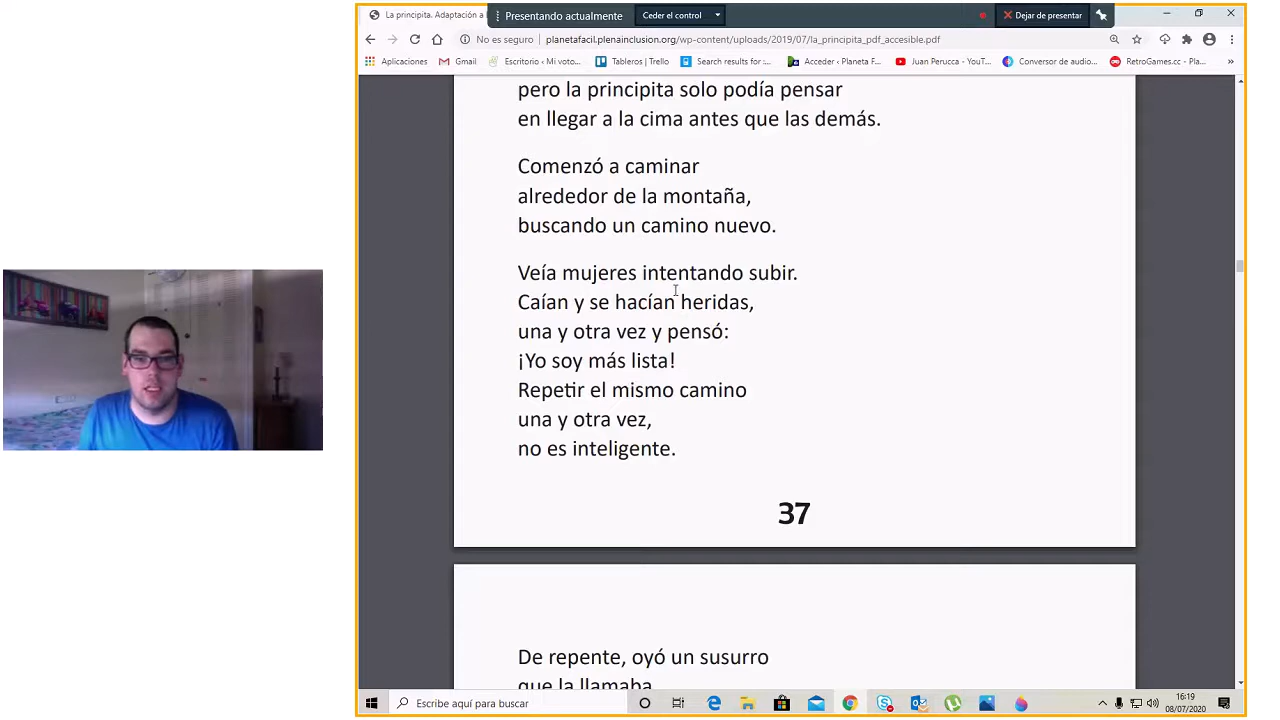 La principita. Adaptación a l
Presentando actualmente
Ceder el control
Dejar de presentar
No es seguro
planetafacil.plenainclusion.org/wp-content/uploads/2019/07/la_principita_pdf_accesible.pdf
Aplicaciones
Gmail
Escritorio ‹ Mi voto...
Tableros | Trello
Search results for :...
Acceder ‹ Planeta F...
Juan Perucca - YouT...
Conversor de audio...
RetroGames.cc - Pla...
»
pero la principita solo podía pensar
en llegar a la cima antes que las demás.
Comenzó a caminar
alrededor de la montaña,
buscando un camino nuevo.
Veía mujeres intentando subir.
Caían y se hacían heridas,
una y otra vez y pensó:
¡Yo soy más lista!
Repetir el mismo camino
una y otra vez,
no es inteligente.
37
De repente, oyó un susurro
que la llamaba
Escribe aquí para buscar
16:19
08/07/2020